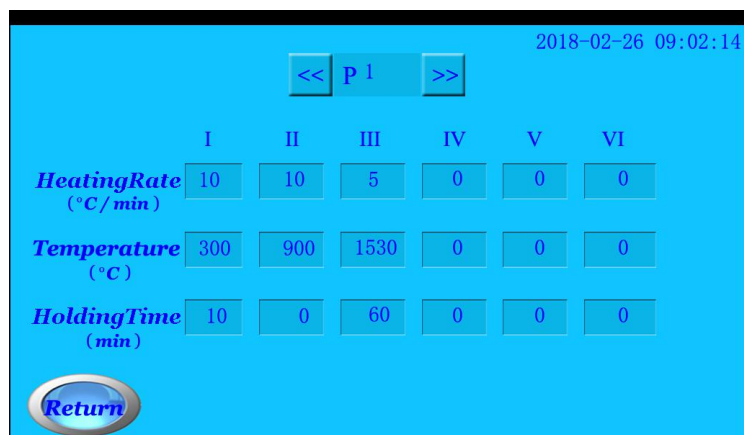 2018-02-26 09:02:14
<< P 1 >>
I II III IV V VI
HeatingRate 10 10 5 0 0 0
(°C/min)
Temperature 300 900 1530 0 0 0
(°C)
HoldingTime 10 0 60 0 0 0
(min)
Return